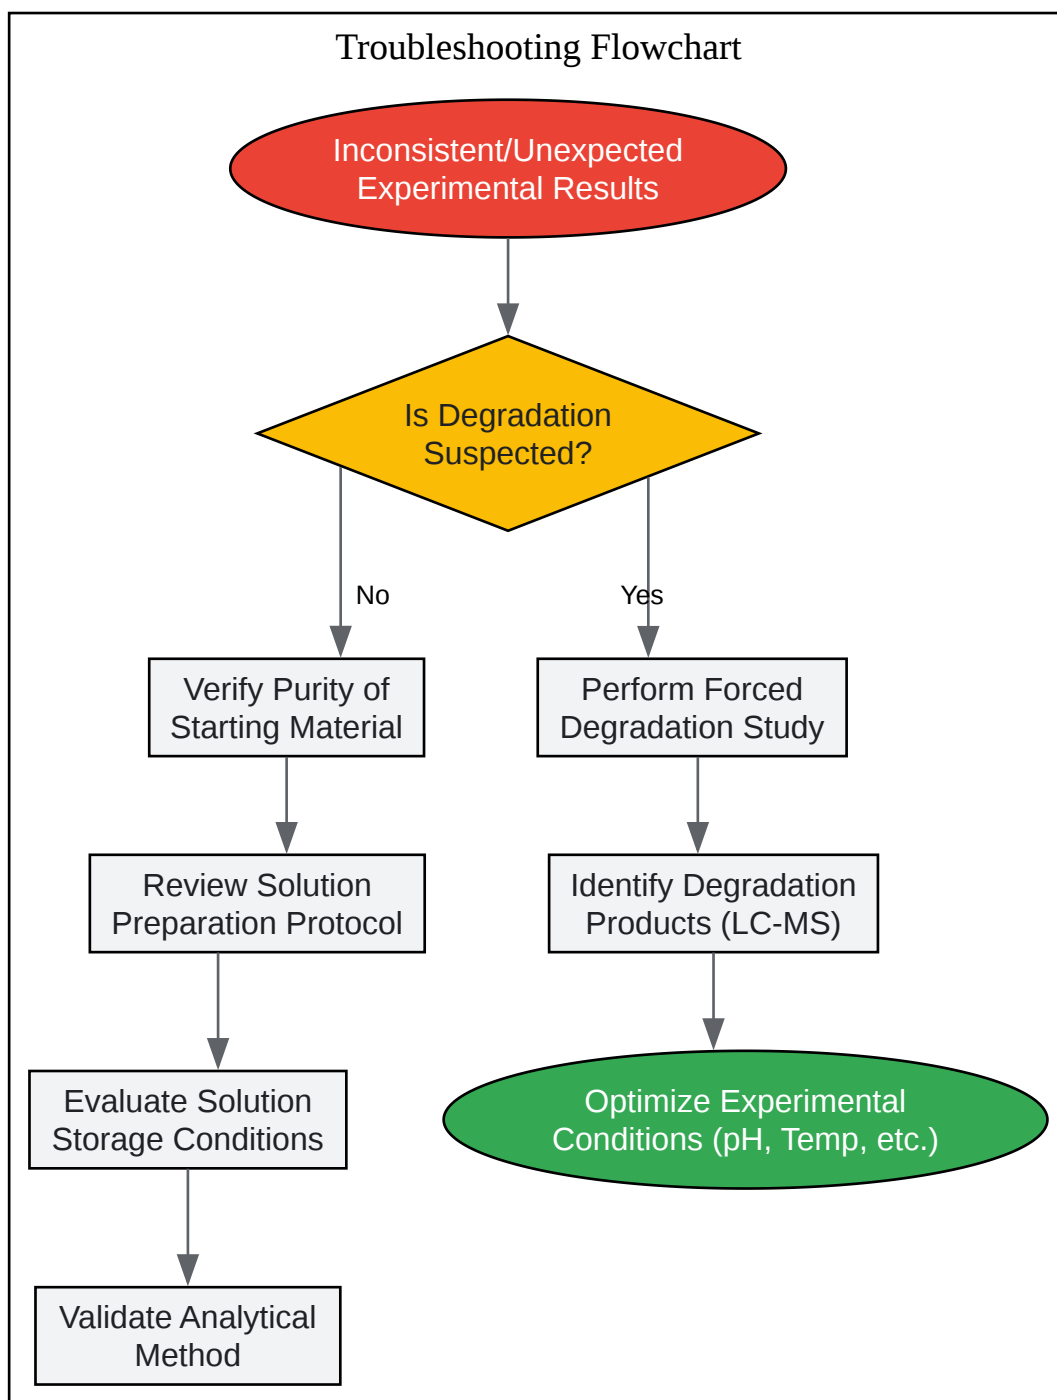 Troubleshooting Flowchart
Inconsistent/Unexpected
Experimental Results
Is Degradation
Suspected?
No
Yes
Verify Purity of
Starting Material
Perform Forced
Degradation Study
Review Solution
Preparation Protocol
Identify Degradation
Products (LC-MS)
Evaluate Solution
Storage Conditions
Optimize Experimental
Conditions (pH, Temp, etc.)
Validate Analytical
Method